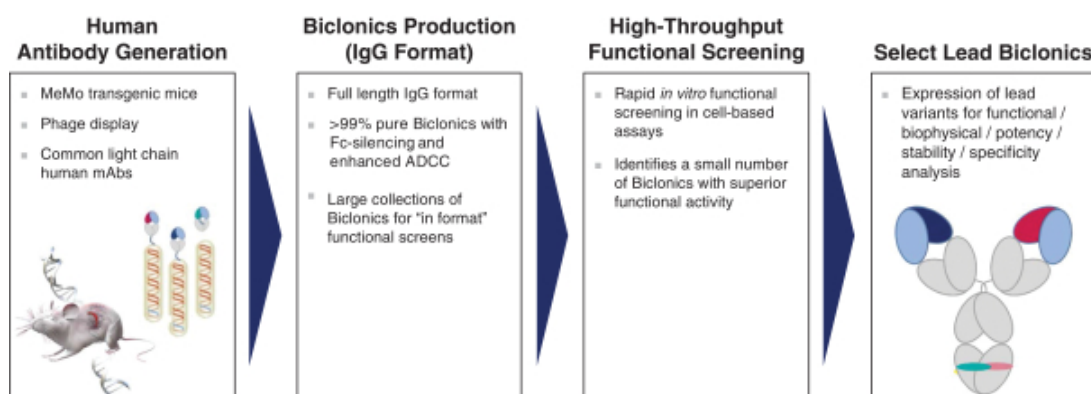 Human
Antibody Generation
MeMo transgenic mice
Phage display
Common light chain
human mAbs
Biclonics Production
(IgG Format)
Full length IgG format
>99% pure Biclonics with
Fc-silencing and
enhanced ADCC
Large collections of
Biclonics for "in format"
functional screens
High-Throughput
Functional Screening
Rapid in vitro functional
screening in cell-based
assays
Identifies a small number
of Biclonics with superior
functional activity
Select Lead Biclonics
Expression of lead
variants for functional /
biophysical / potency /
stability / specificity
analysis